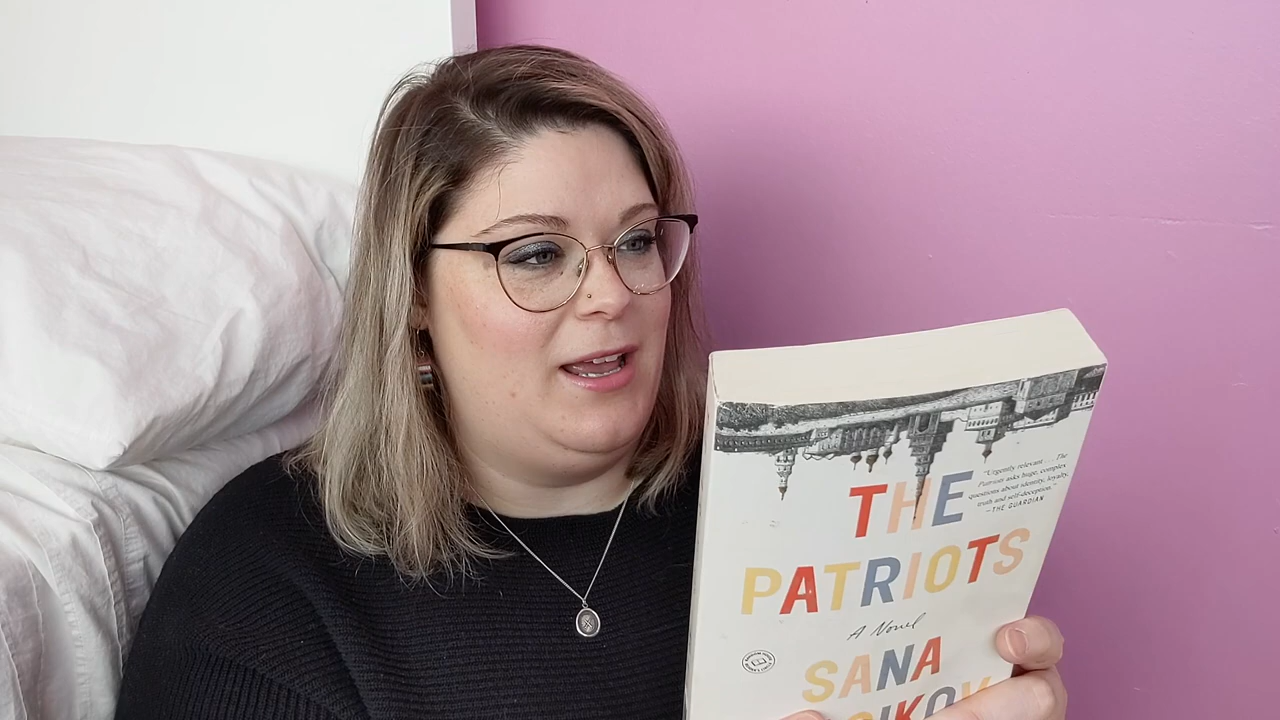 "Urgently relevant . . . The
Patriots asks huge, complex
questions about identity, loyalty,
truth and self-deception."
—THE GUARDIAN
THE
PATRIOTS
A Novel
SANA